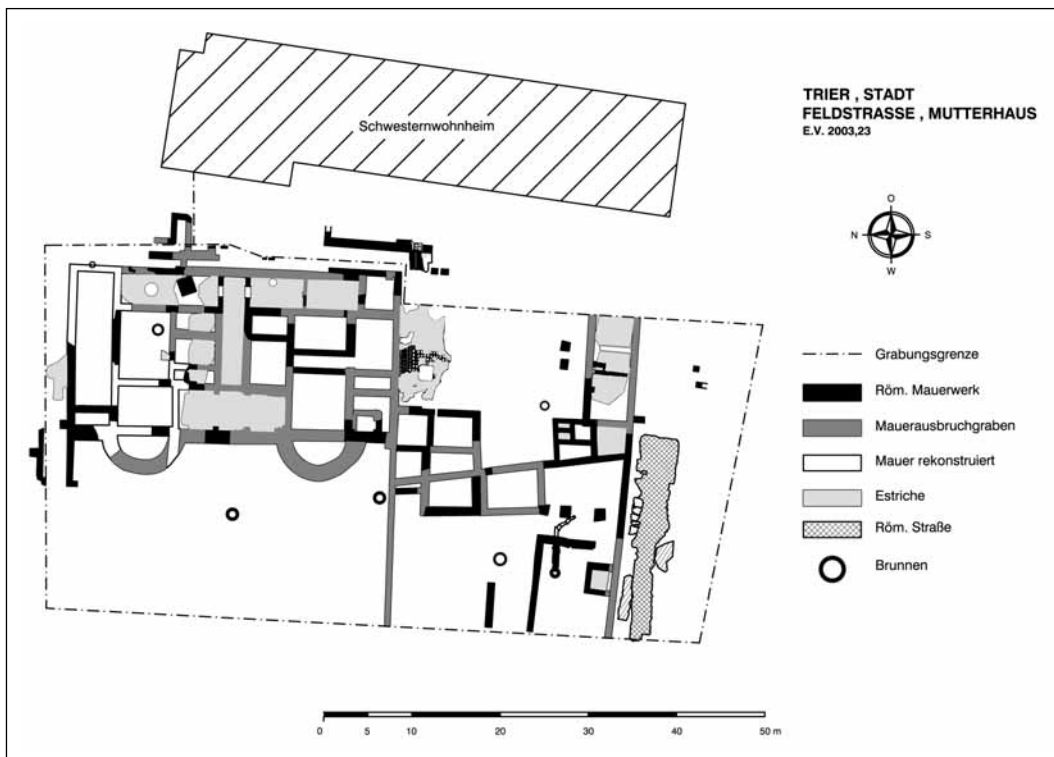 Schwesternwohnheim
TRIER , STADT
FELDSTRASSE , MUTTERHAUS
E.V. 2003,23
O
N S
W
Grabungsgrenze
Röm. Mauerwerk
Mauerausbruchgraben
Mauer rekonstruiert
Estriche
Röm. Straße
Brunnen
0 5 10 20 30 40 50 m